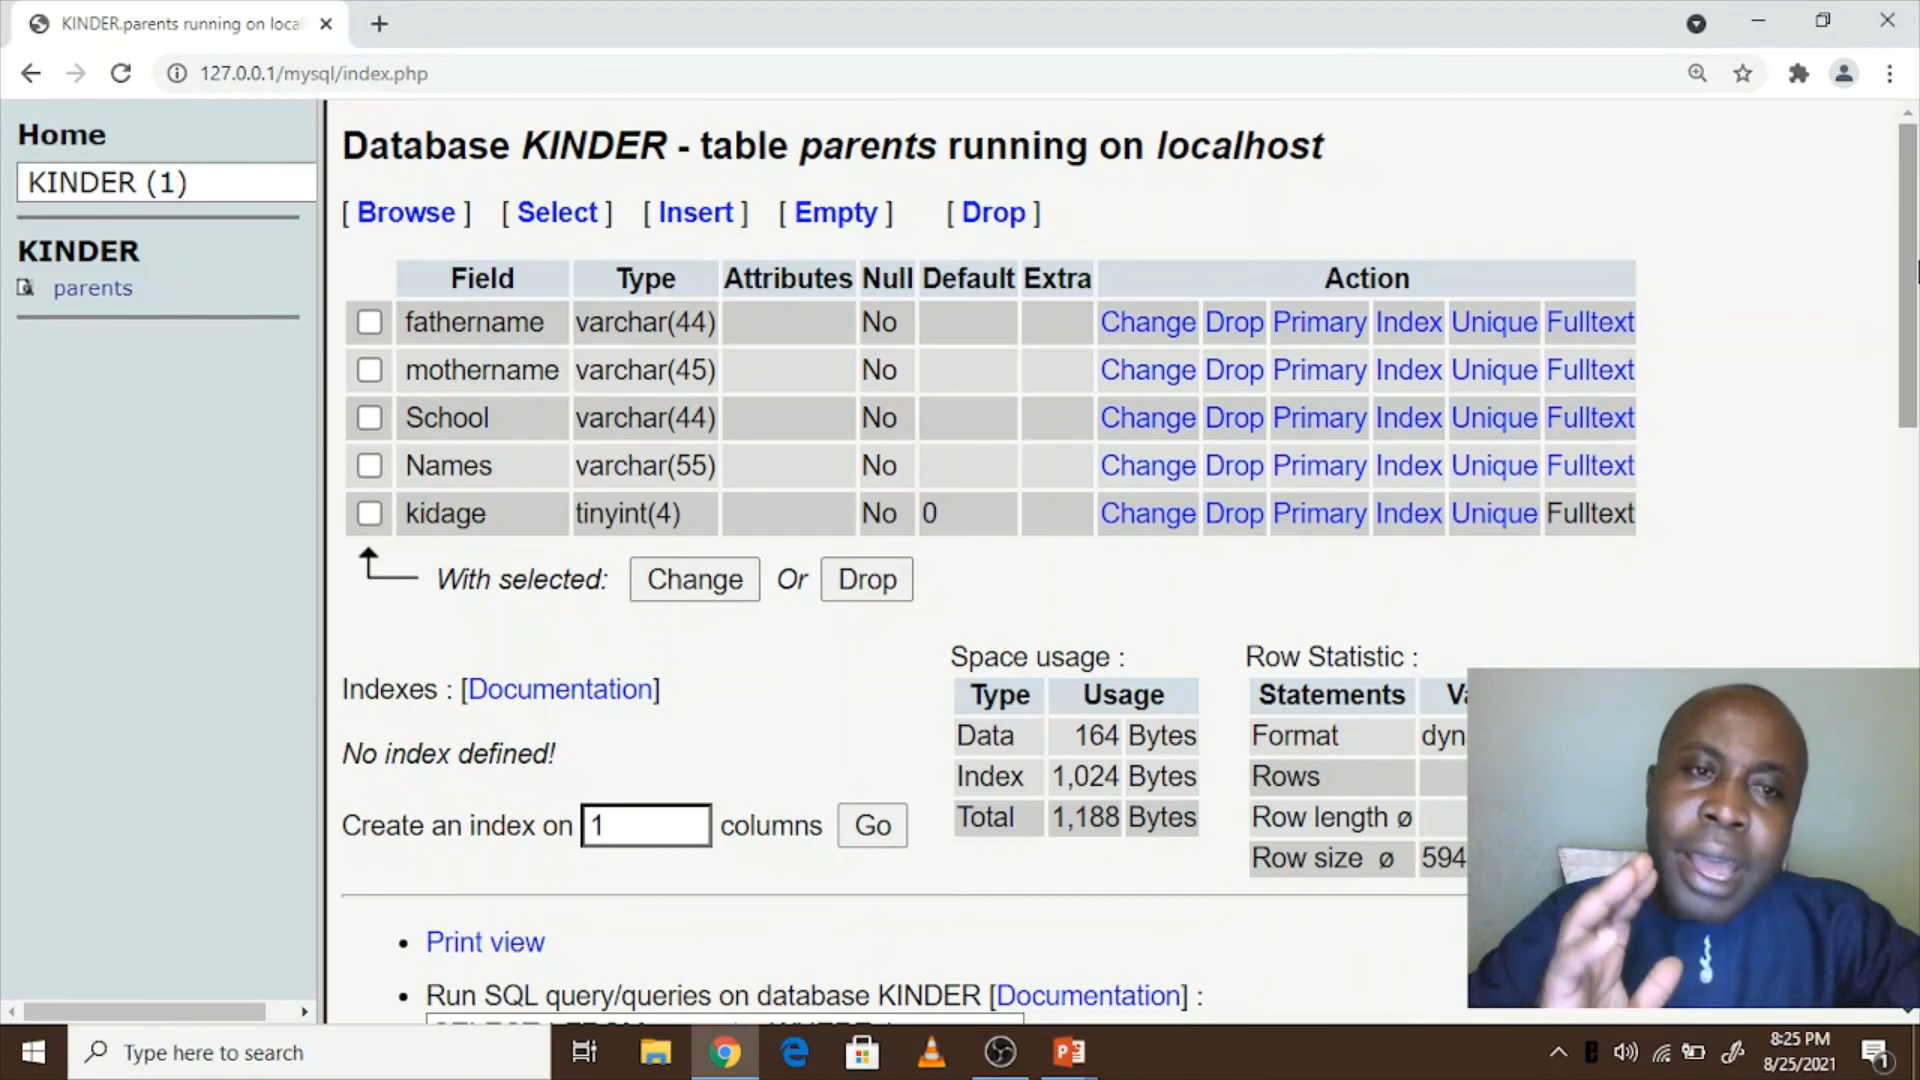 KINDER.parents running on loca
127.0.0.1/mysql/index.php
Home
KINDER (1)
KINDER
parents
Database KINDER - table parents running on localhost
[ Browse ] [ Select ] [ Insert ] [ Empty ] [ Drop ]
Field Type Attributes Null Default Extra Action
fathername varchar(44) No Change Drop Primary Index Unique Fulltext
mothername varchar(45) No Change Drop Primary Index Unique Fulltext
School varchar(44) No Change Drop Primary Index Unique Fulltext
Names varchar(55) No Change Drop Primary Index Unique Fulltext
kidage tinyint(4) No 0 Change Drop Primary Index Unique Fulltext
With selected: Change Or Drop
Indexes : [Documentation]
No index defined!
Create an index on 1 columns Go
Space usage :
Type Usage
Data 164 Bytes
Index 1,024 Bytes
Total 1,188 Bytes
Row Statistic :
Statements
Format dyn
Rows
Row length ø
Row size ø 594
Print view
Run SQL query/queries on database KINDER [Documentation] :
Type here to search
8:25 PM
8/25/2021
1